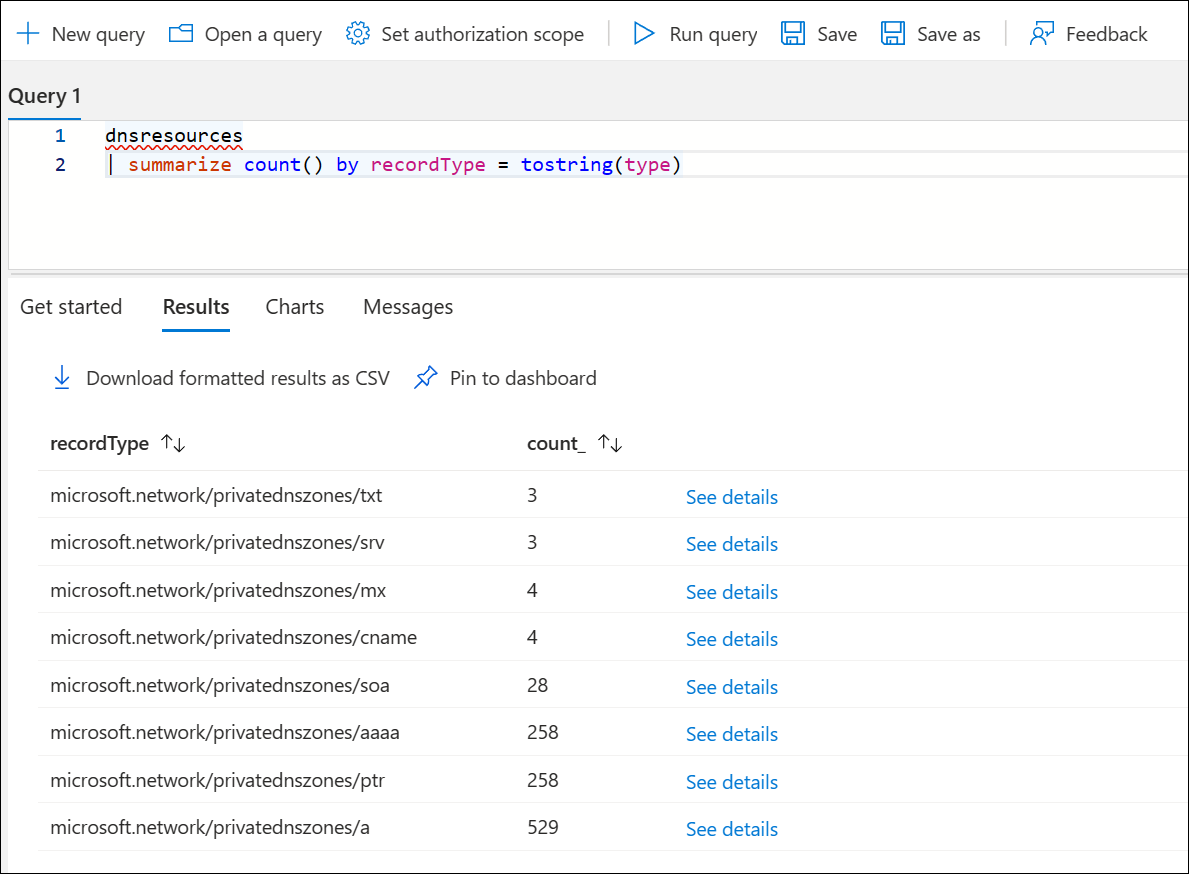 New query Open a query Set authorization scope Run query Save Save as Feedback
Query 1
1 dnsresources
2 | summarize count() by recordType = tostring(type)
Get started Results Charts Messages
Download formatted results as CSV Pin to dashboard
recordType ↑↓ count_ ↑↓
microsoft.network/privatednszones/txt 3 See details
microsoft.network/privatednszones/srv 3 See details
microsoft.network/privatednszones/mx 4 See details
microsoft.network/privatednszones/cname 4 See details
microsoft.network/privatednszones/soa 28 See details
microsoft.network/privatednszones/aaaa 258 See details
microsoft.network/privatednszones/ptr 258 See details
microsoft.network/privatednszones/a 529 See details